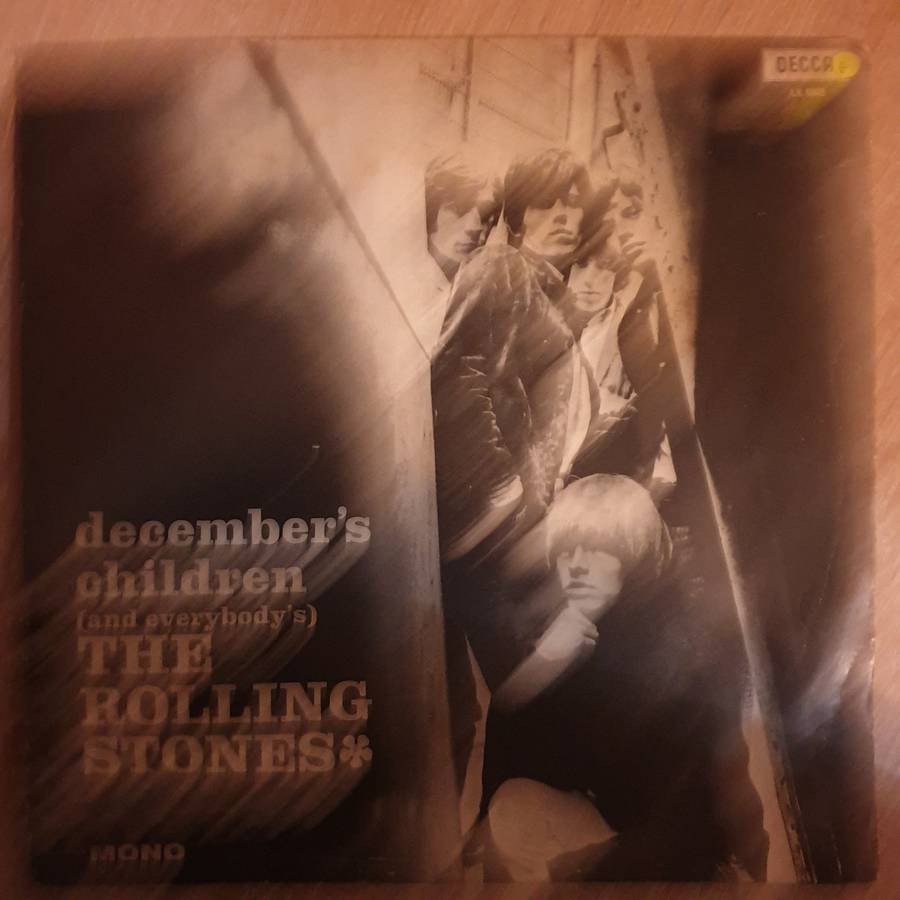 DECCA
december's
children
(and everybody's)
THE
ROLLING
STONES*
MONO